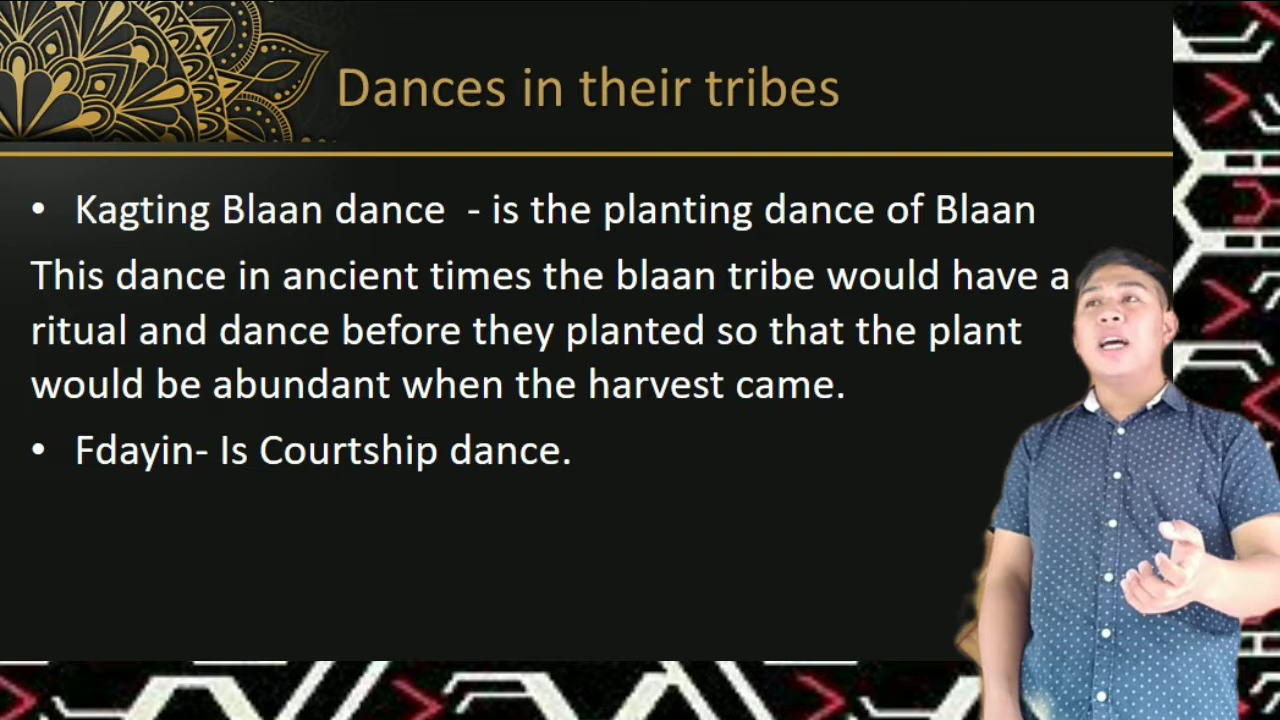 Dances in their tribes
• Kagting Blaan dance - is the planting dance of Blaan
This dance in ancient times the blaan tribe would have a
ritual and dance before they planted so that the plant
would be abundant when the harvest came.
• Fdayin- Is Courtship dance.